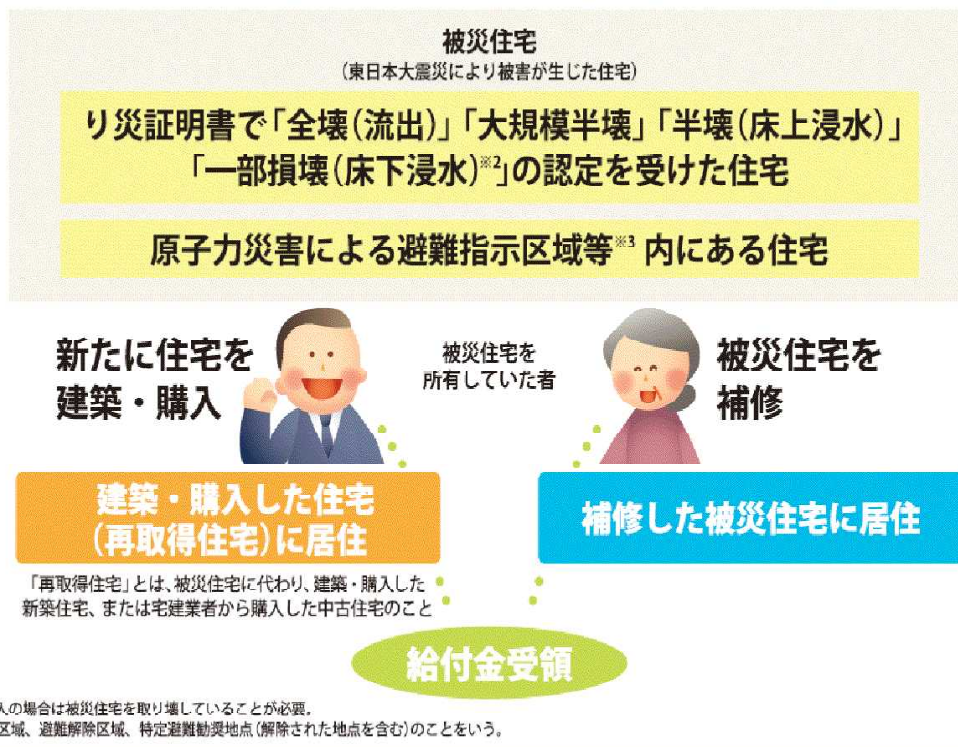 被災住宅
（東日本大震災により被害が生じた住宅）
り災証明書で「全壊（流出）」「大規模半壊」「半壊（床上浸水）」
「一部損壊（床下浸水）※2」の認定を受けた住宅
原子力災害による避難指示区域等※3 内にある住宅
新たに住宅を
建築・購入
被災住宅を
所有していた者
被災住宅を
補修
建築・購入した住宅
（再取得住宅）に居住
補修した被災住宅に居住
「再取得住宅」とは、被災住宅に代わり、建築・購入した
新築住宅、または宅建業者から購入した中古住宅のこと
給付金受領
の場合は被災住宅を取り壊していることが必要。
区域、避難解除区域、特定避難勧奨地点（解除された地点を含む）のことをいう。